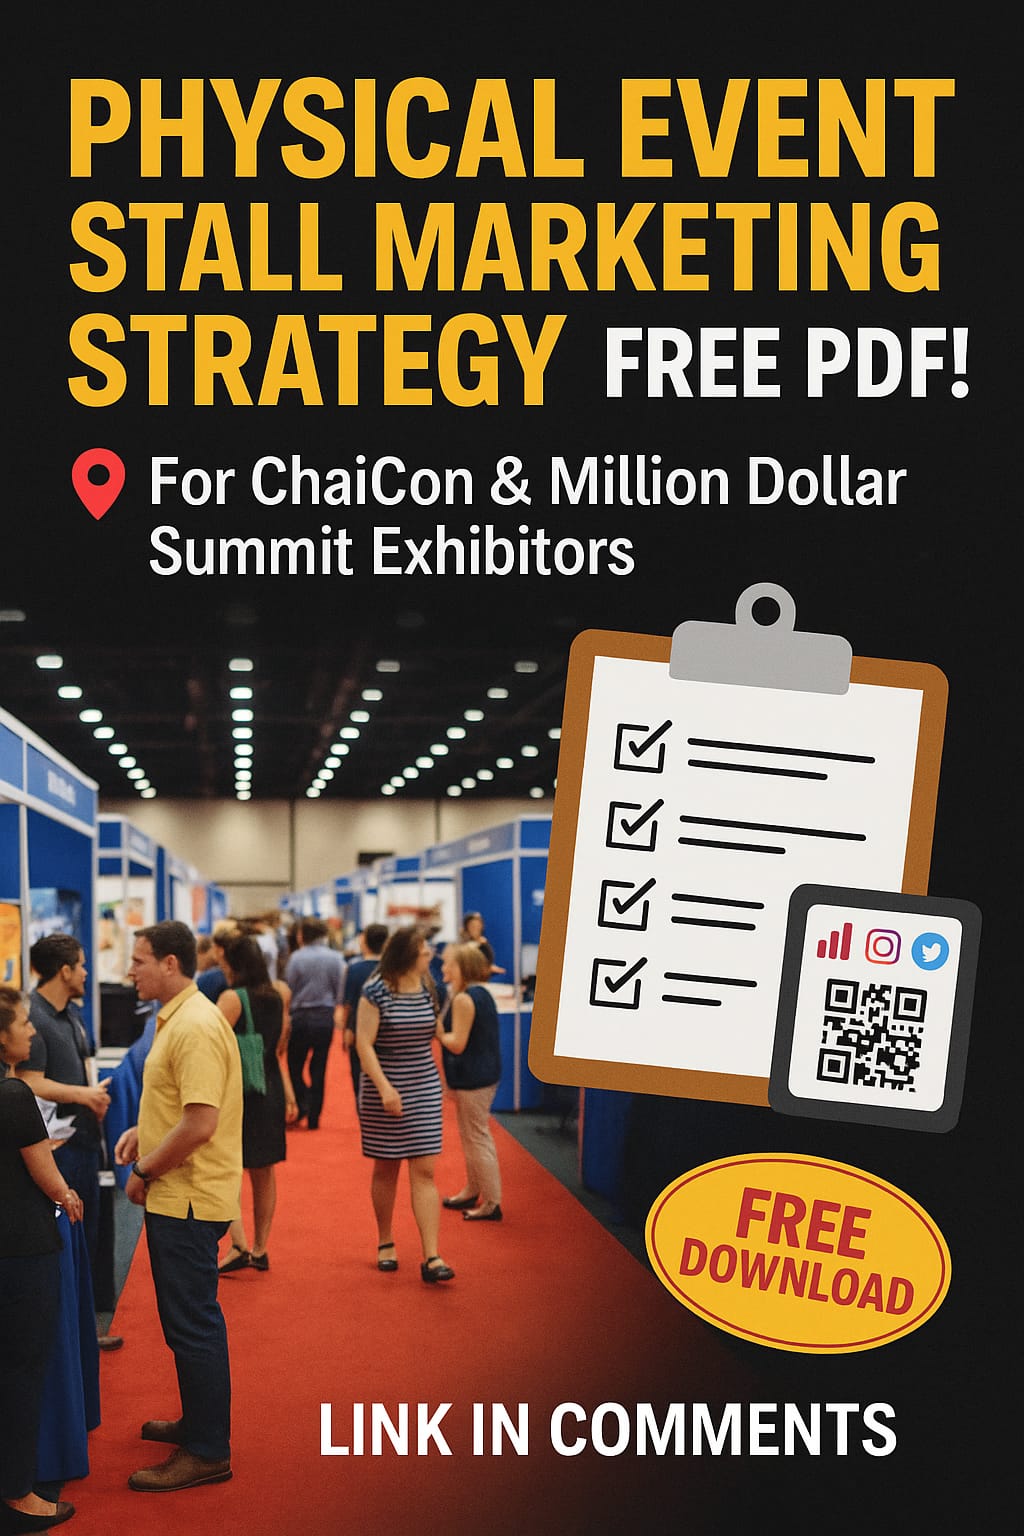 PHYSICAL EVENT
STALL MARKETING
STRATEGY FREE PDF!
For ChaiCon & Million Dollar
Summit Exhibitors
FREE
DOWNLOAD
LINK IN COMMENTS